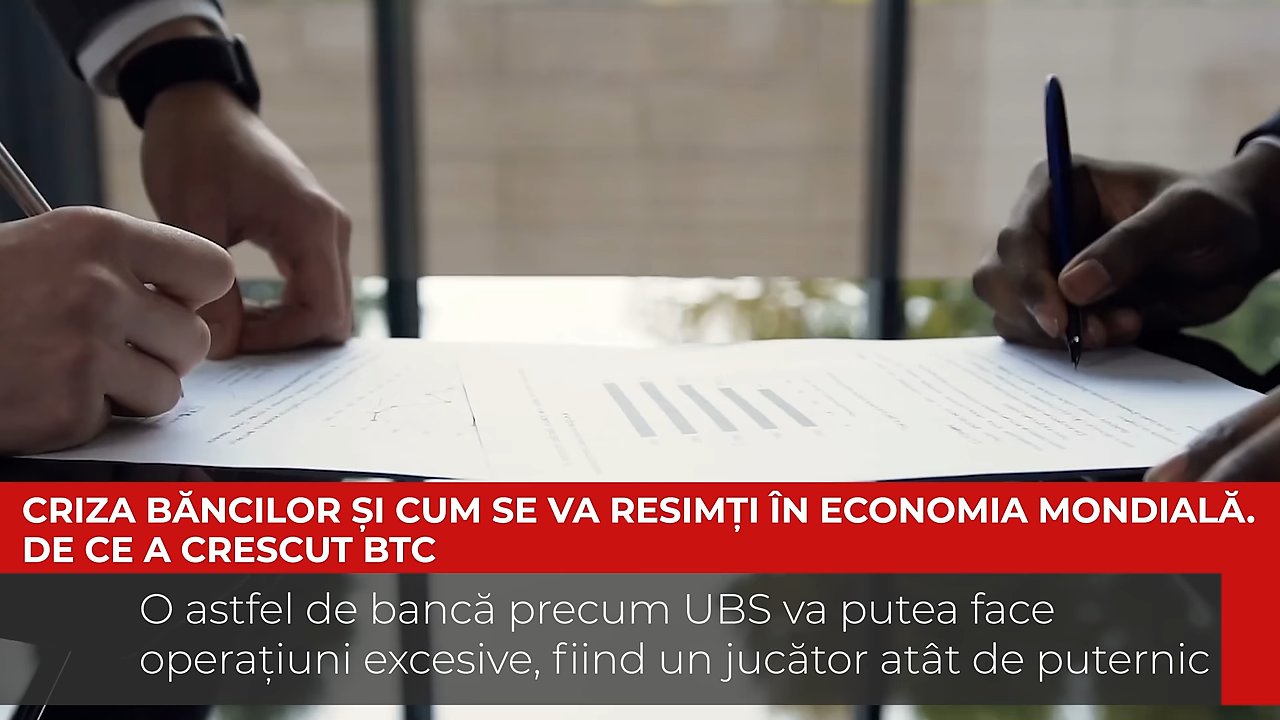 CRIZA BĂNCILOR ȘI CUM SE VA RESIMȚI ÎN ECONOMIA MONDIALĂ.
DE CE A CRESCUT BTC
O astfel de bancă precum UBS va putea face
operațiuni excesive, fiind un jucător atât de puternic